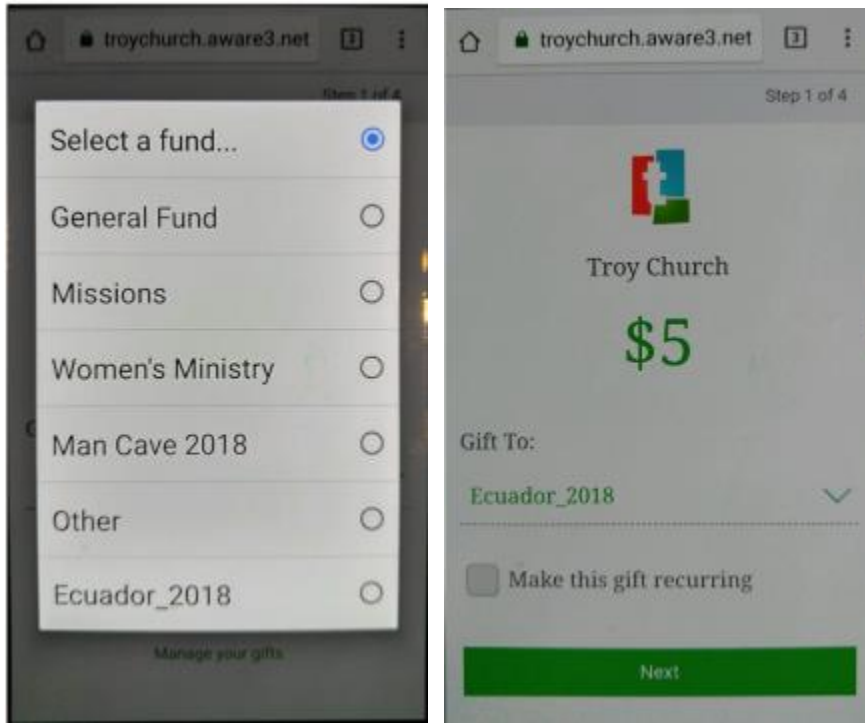 troychurch.aware3.net
3
Step 1 of 4
Select a fund...
General Fund
Missions
Women's Ministry
Man Cave 2018
Other
Ecuador_2018
Manage your gifts
troychurch.aware3.net
3
Step 1 of 4
t
Troy Church
$5
Gift To:
Ecuador_2018
Make this gift recurring
Next